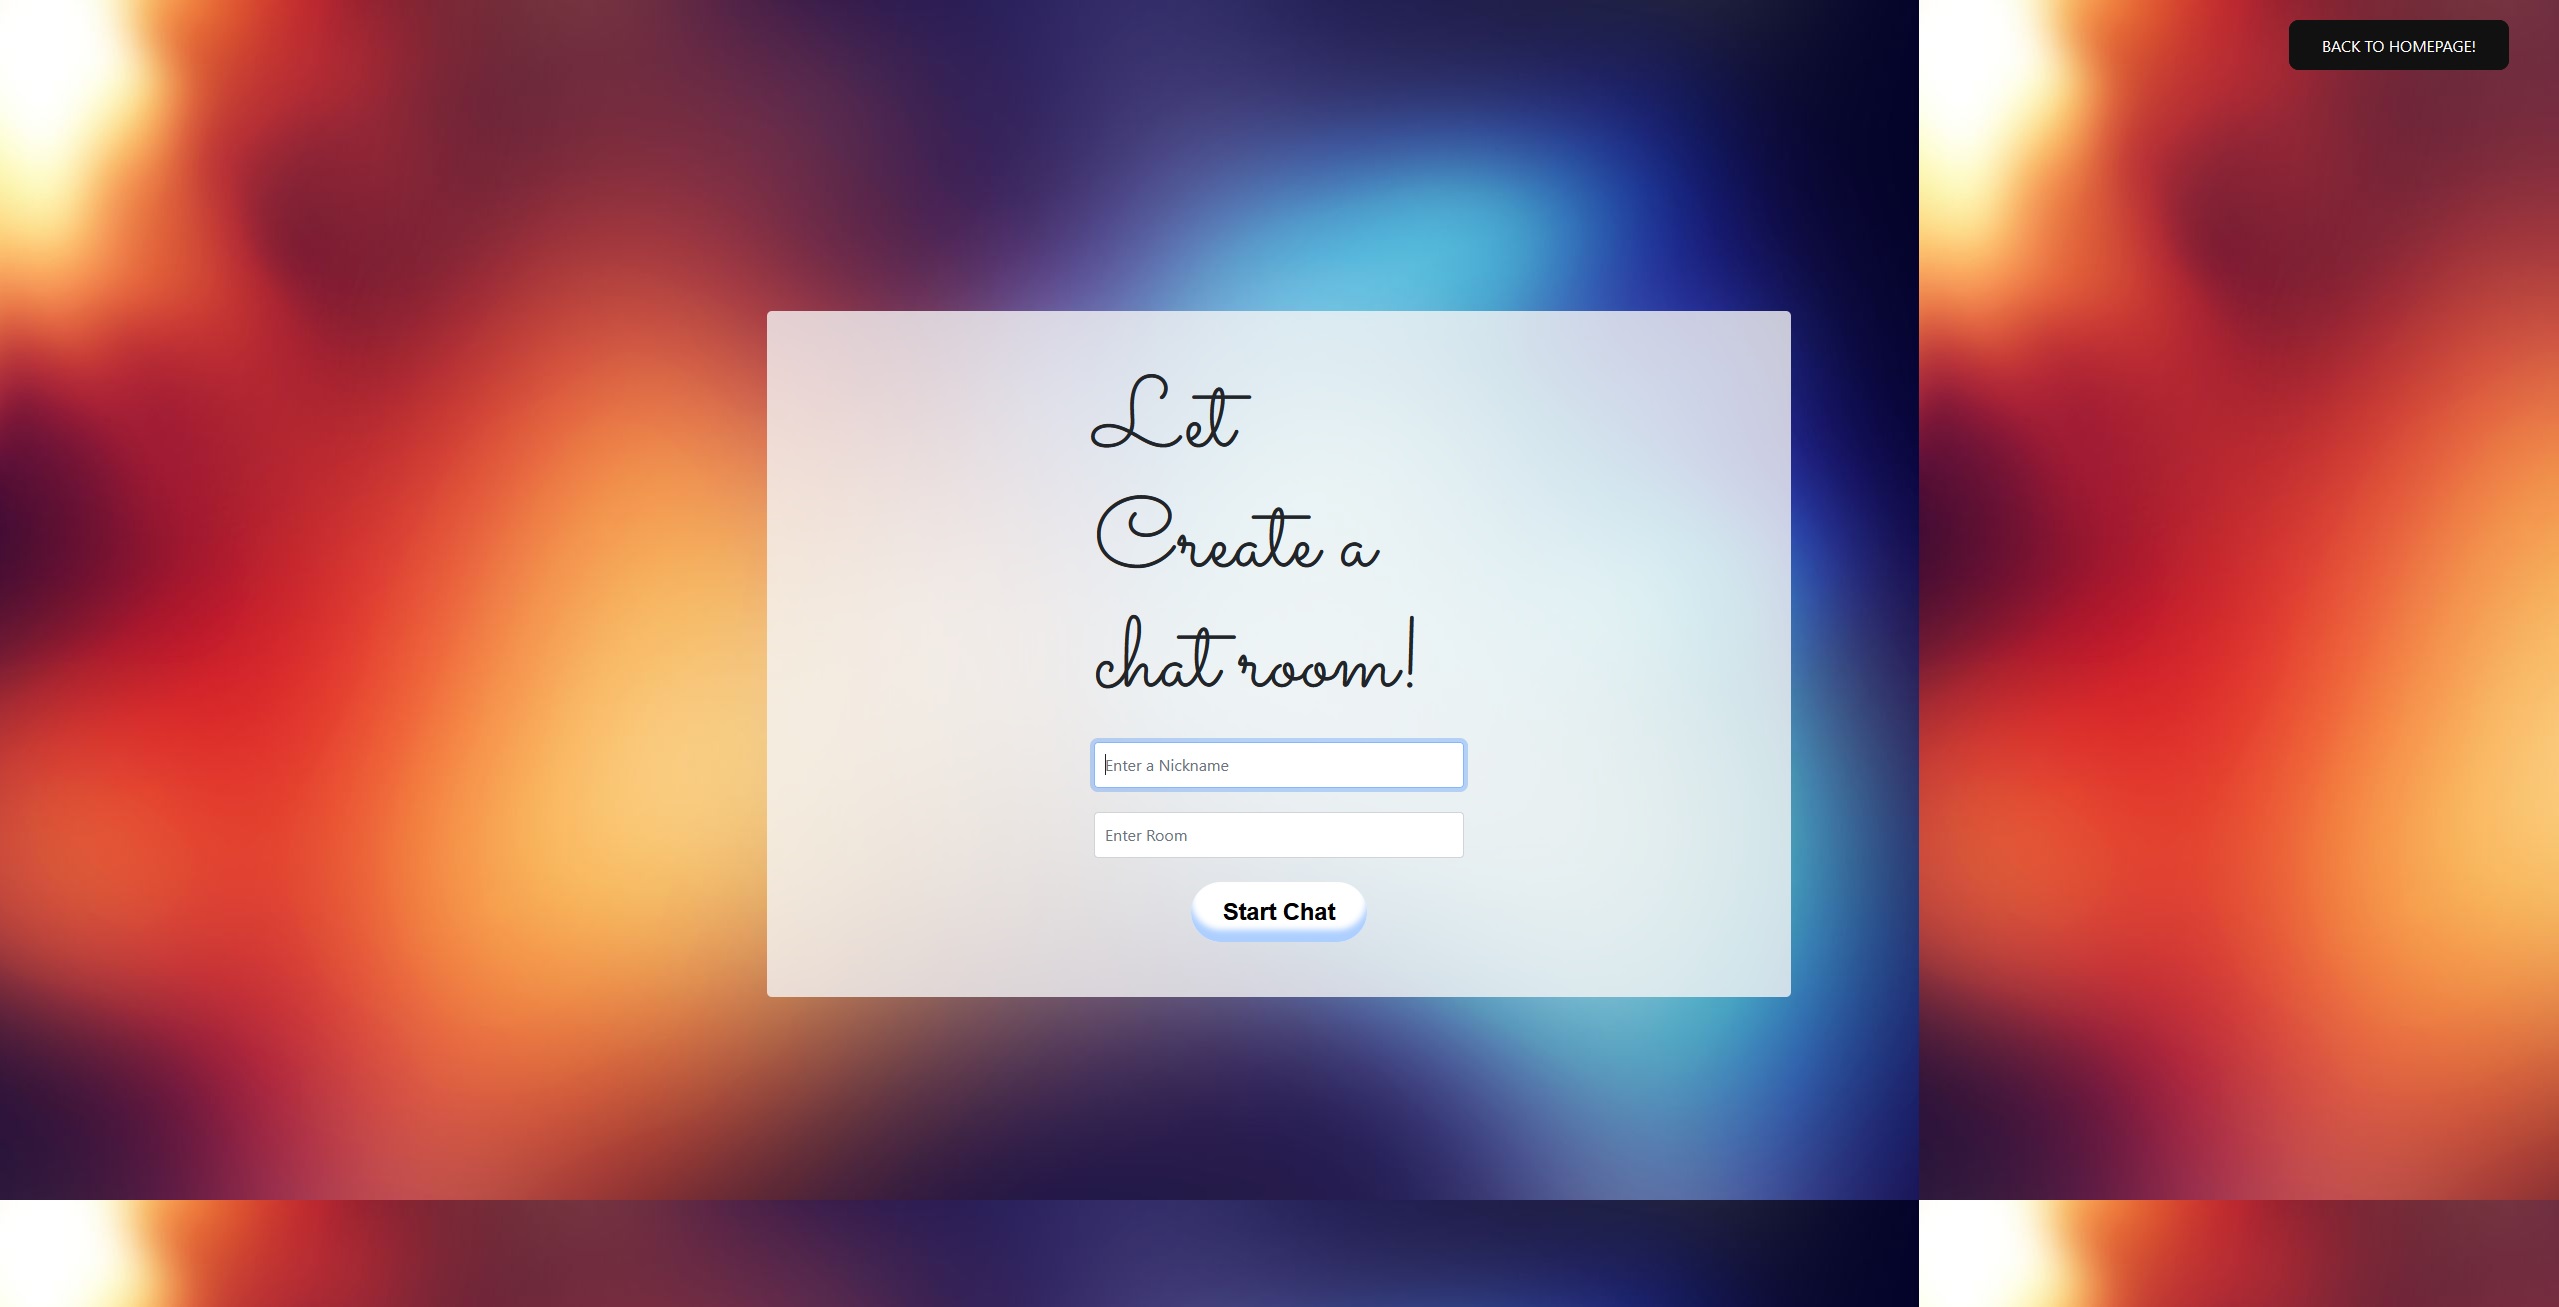 BACK TO HOMEPAGE!
Let
Create a
chat room!
Enter a Nickname
Enter Room
Start Chat